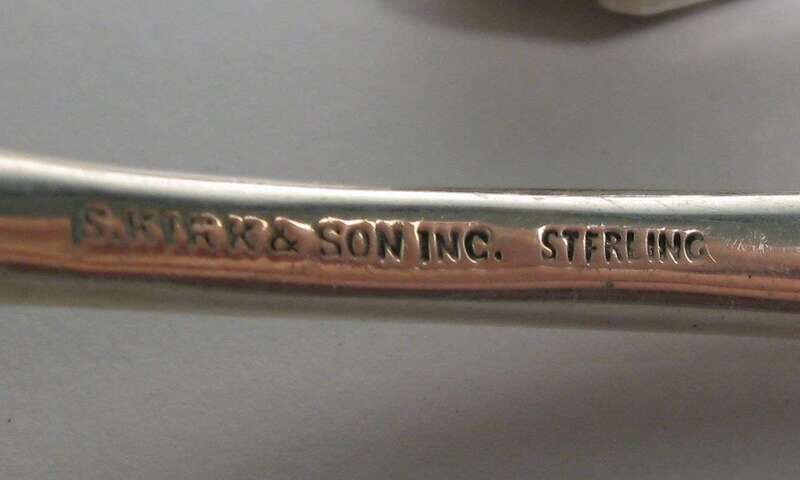 S. KIRK & SON INC. STERLING